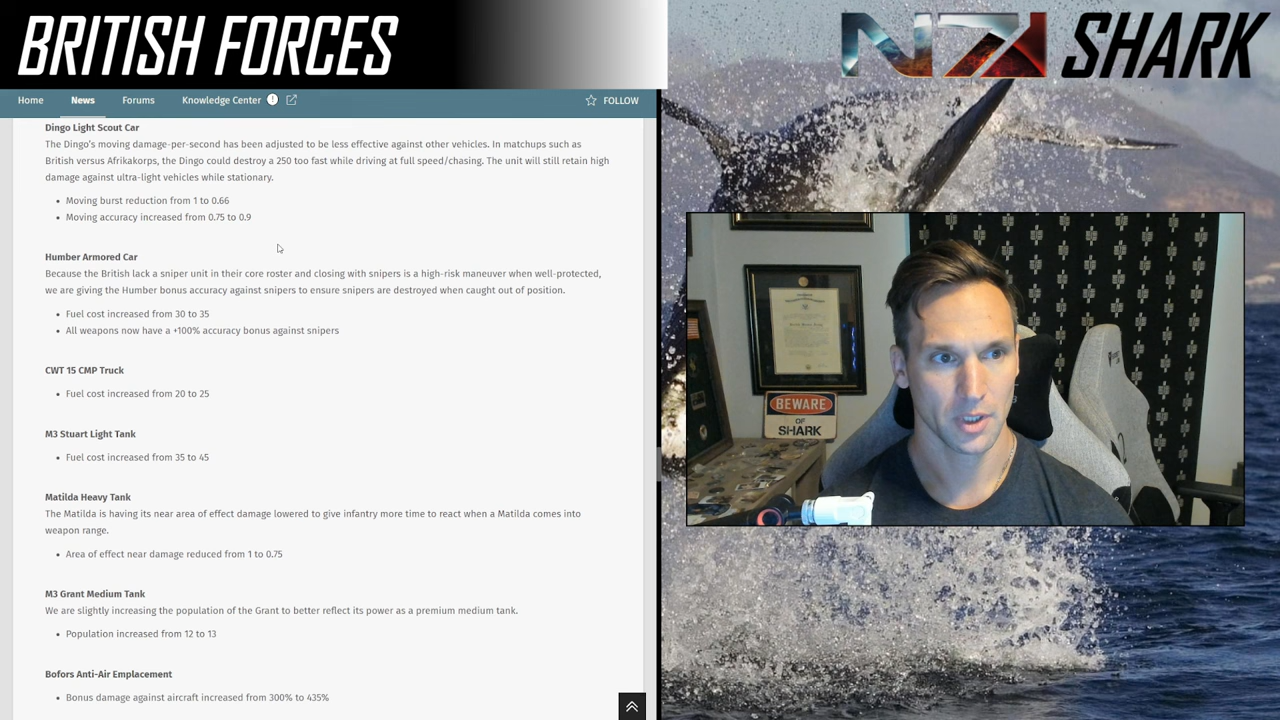 BRITISH FORCES
N7 SHARK
Home News Forums Knowledge Center FOLLOW
Dingo Light Scout Car
The Dingo's moving damage-per-second has been adjusted to be less effective against other vehicles. In matchups such as
British versus Afrikakorps, the Dingo could destroy a 250 too fast while driving at full speed/chasing. The unit will still retain high
damage against ultra-light vehicles while stationary.
• Moving burst reduction from 1 to 0.66
• Moving accuracy increased from 0.75 to 0.9
Humber Armored Car
Because the British lack a sniper unit in their core roster and closing with snipers is a high-risk maneuver when well-protected,
we are giving the Humber bonus accuracy against snipers to ensure snipers are destroyed when caught out of position.
• Fuel cost increased from 30 to 35
• All weapons now have a +100% accuracy bonus against snipers
CWT 15 CMP Truck
• Fuel cost increased from 20 to 25
M3 Stuart Light Tank
• Fuel cost increased from 35 to 45
Matilda Heavy Tank
The Matilda is having its near area of effect damage lowered to give infantry more time to react when a Matilda comes into
weapon range.
• Area of effect near damage reduced from 1 to 0.75
M3 Grant Medium Tank
We are slightly increasing the population of the Grant to better reflect its power as a premium medium tank.
• Population increased from 12 to 13
Bofors Anti-Air Emplacement
• Bonus damage against aircraft increased from 300% to 435%
BEWARE
OF
SHARK